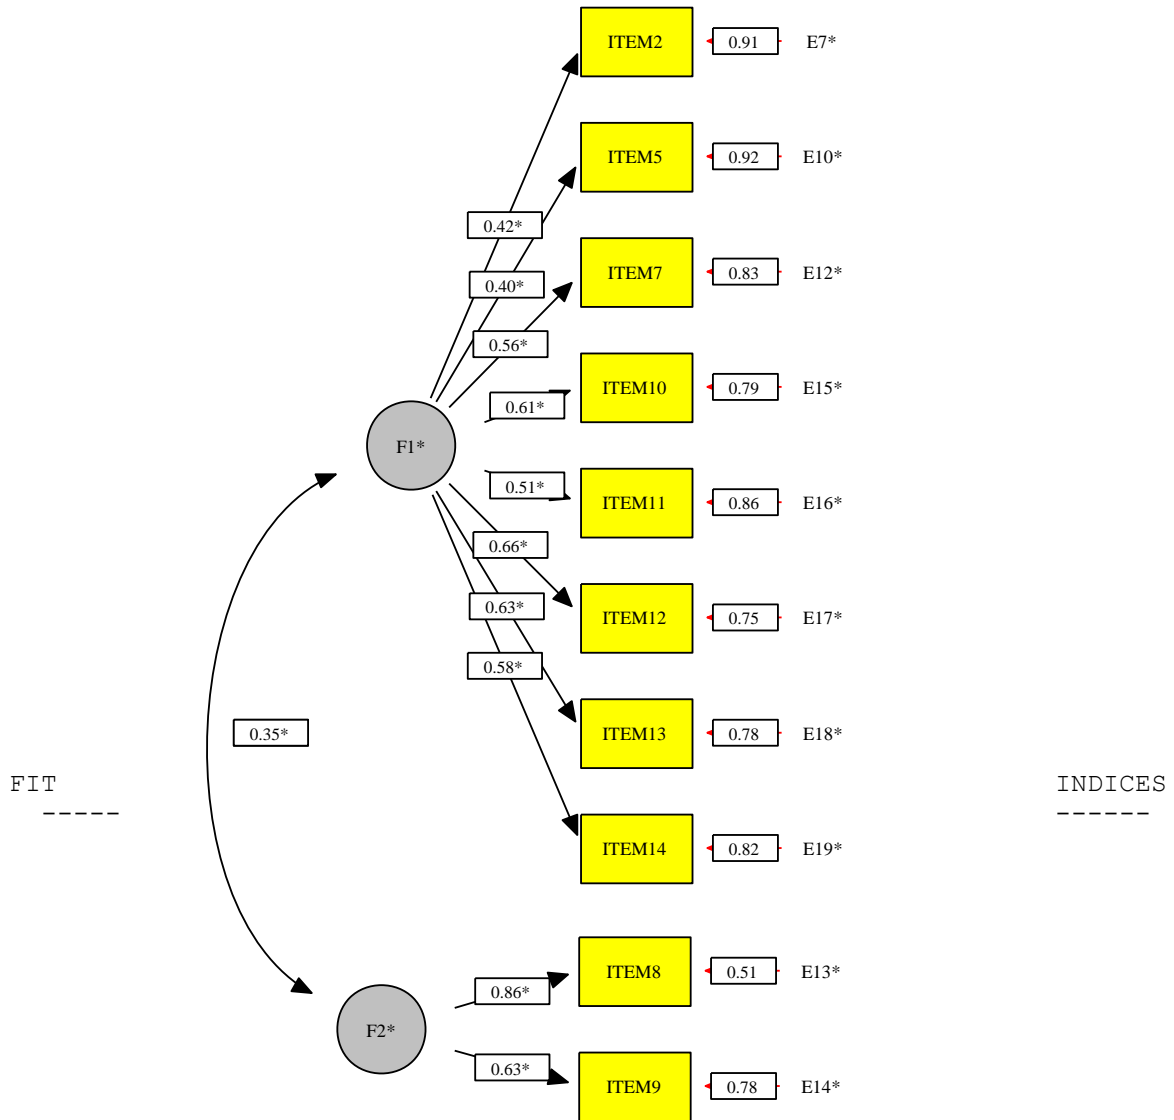 ITEM2 0.91 E7*
ITEM5 0.92 E10*
0.42*
ITEM7 0.83 E12*
0.40*
0.56*
ITEM10 0.79 E15*
0.61*
F1*
0.51*
ITEM11 0.86 E16*
0.66*
ITEM12 0.75 E17*
0.63*
0.58*
ITEM13 0.78 E18*
0.35*
FIT INDICES
----- ------
ITEM14 0.82 E19*
ITEM8 0.51 E13*
0.86*
F2*
0.63*
ITEM9 0.78 E14*